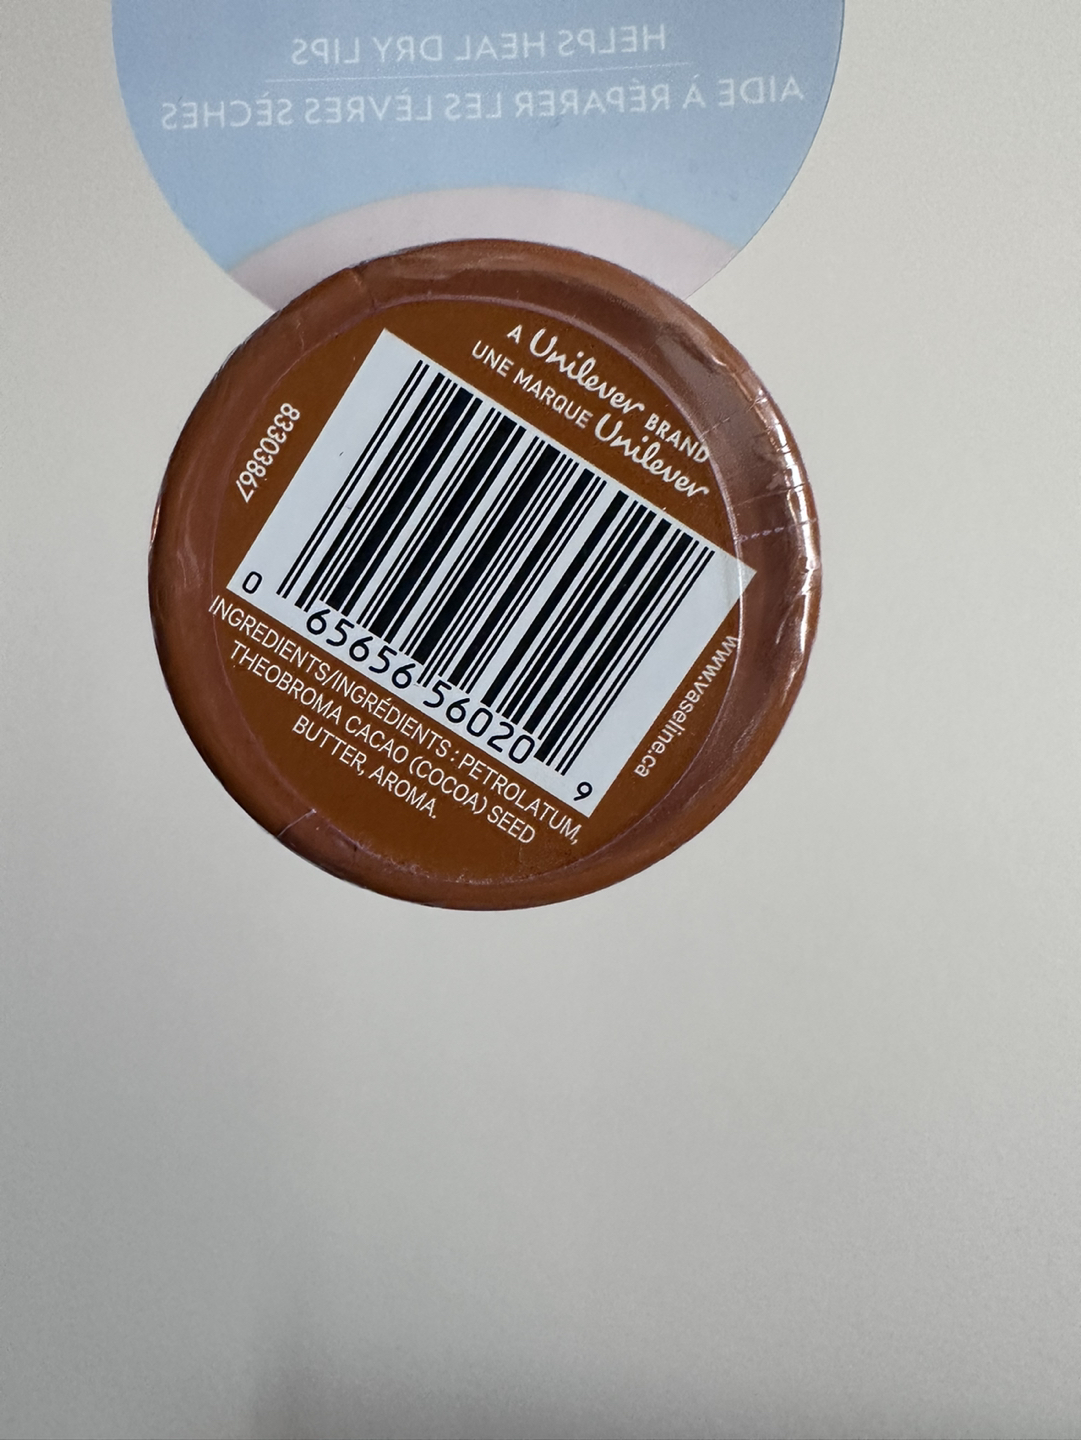 HELPS HEAL DRY LIPS
AIDE À RÉPARER LES LÈVRES SÈCHES
A Unilever BRAND
UNE MARQUE Unilever
83303867
0 65656 56020 9
www.vaseline.ca
INGREDIENTS/INGRÉDIENTS : PETROLATUM,
THEOBROMA CACAO (COCOA) SEED
BUTTER, AROMA.